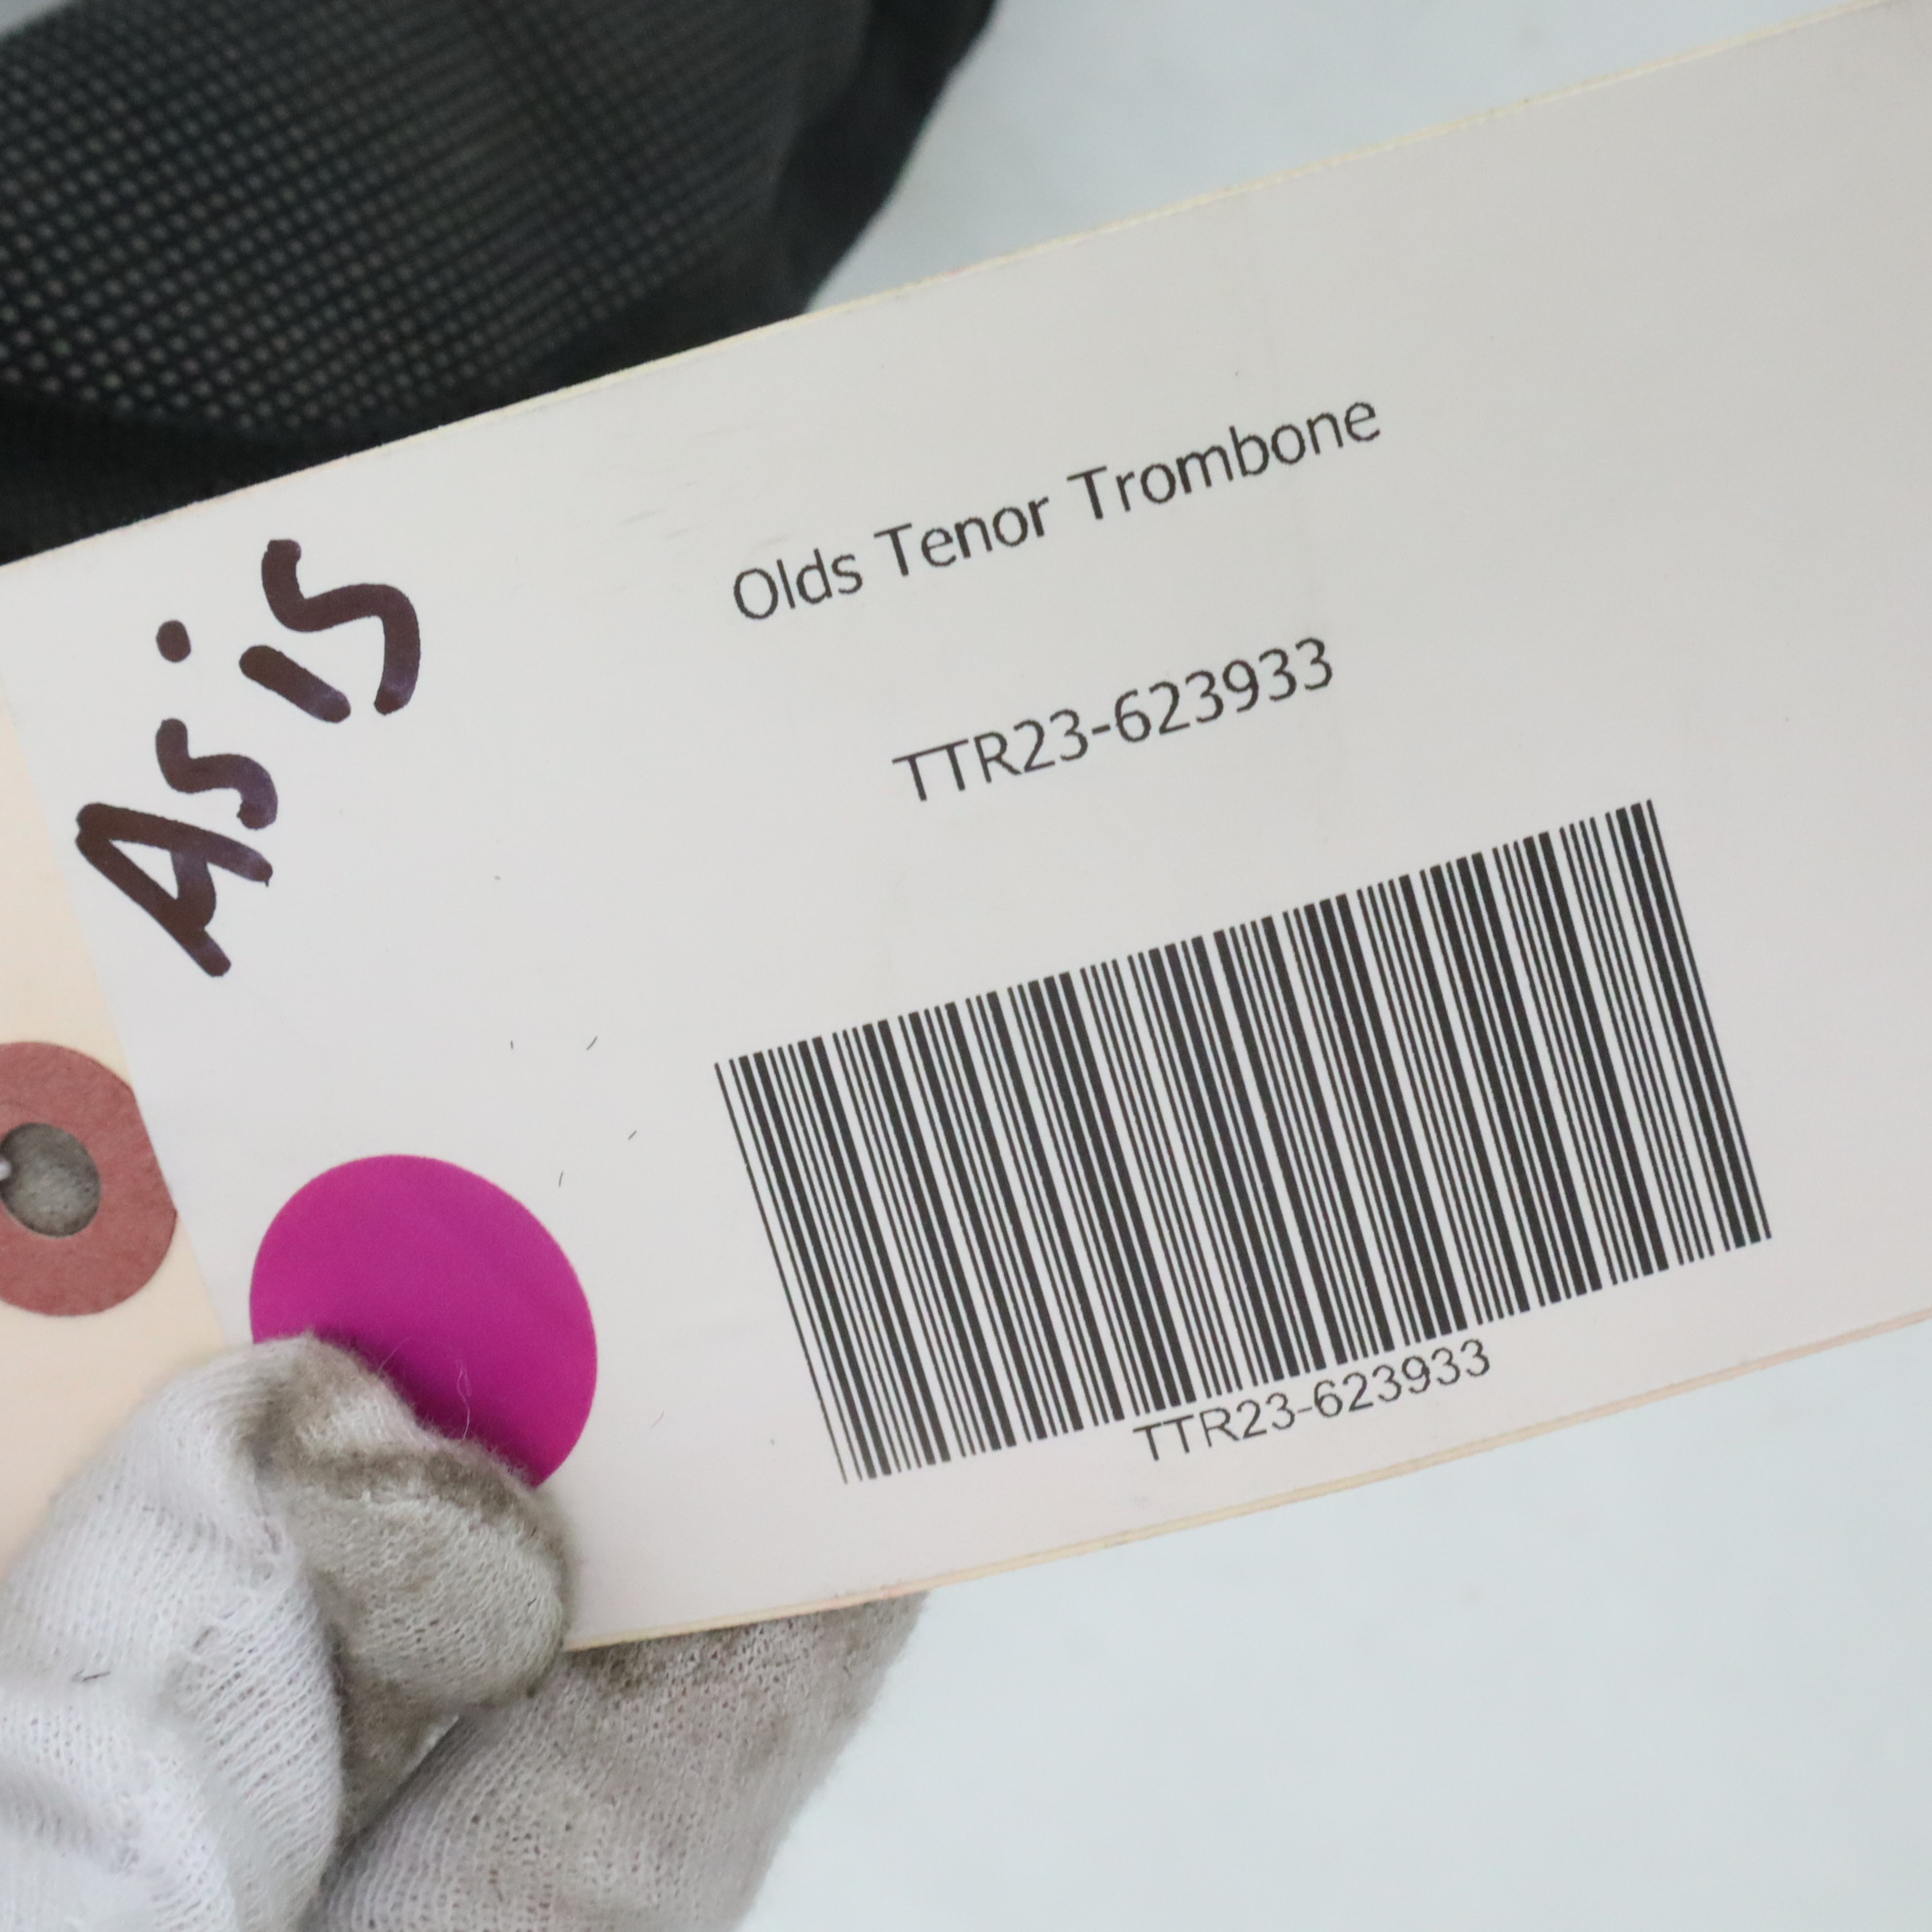 As is
Olds Tenor Trombone
TTR23-623933
TTR23-623933